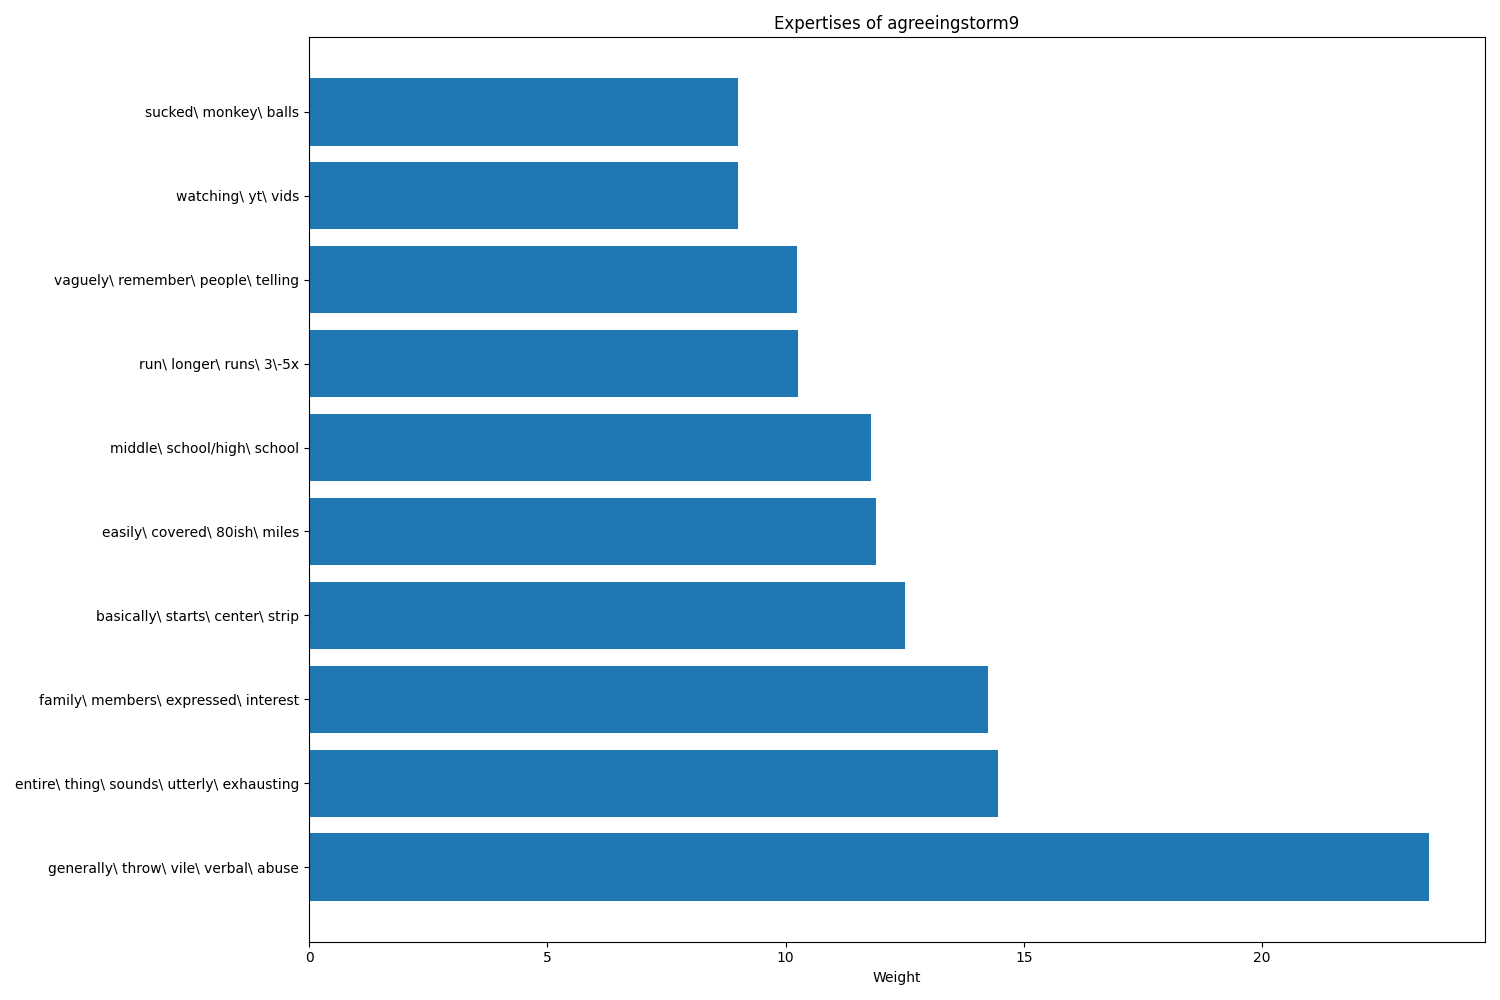 Expertises of agreeingstorm9
sucked\ monkey\ balls
watching\ yt\ vids
vaguely\ remember\ people\ telling
run\ longer\ runs\ 3\-5x
middle\ school/high\ school
easily\ covered\ 80ish\ miles
basically\ starts\ center\ strip
family\ members\ expressed\ interest
entire\ thing\ sounds\ utterly\ exhausting
generally\ throw\ vile\ verbal\ abuse
0 5 10 15 20
Weight